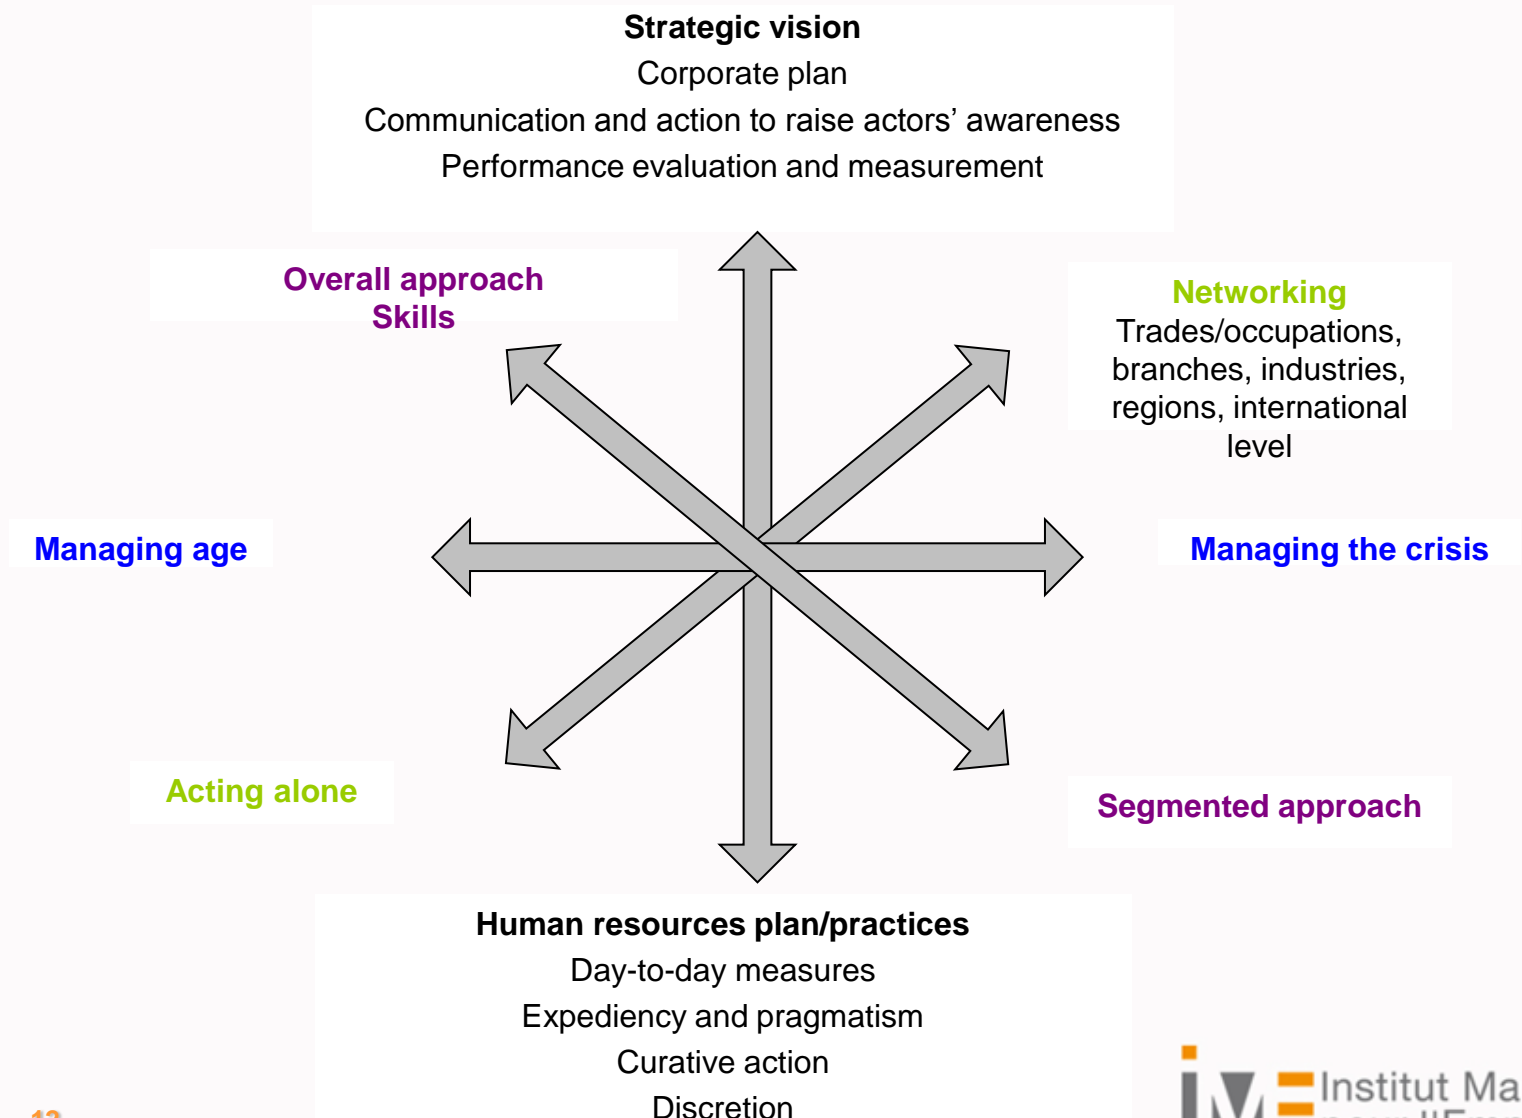 Strategic vision
Corporate plan
Communication and action to raise actors’ awareness
Performance evaluation and measurement
Overall approach
Skills
Networking
Trades/occupations,
branches, industries,
regions, international
level
Managing age
Managing the crisis
Acting alone
Segmented approach
Human resources plan/practices
Day-to-day measures
Expediency and pragmatism
Curative action
Discretion
Institut Ma